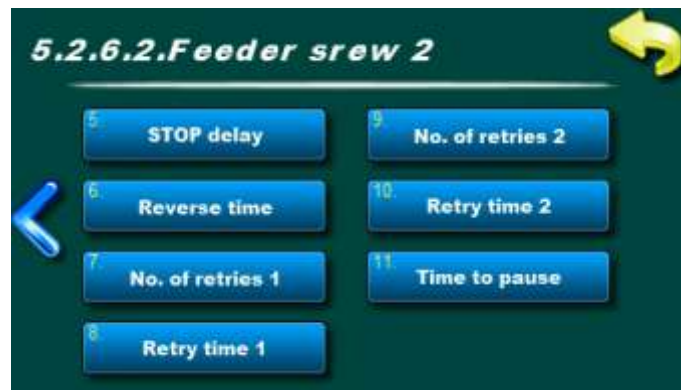 5.2.6.2.Feeder srew 2
5. STOP delay
6. Reverse time
7. No. of retries 1
8. Retry time 1
9. No. of retries 2
10. Retry time 2
11. Time to pause